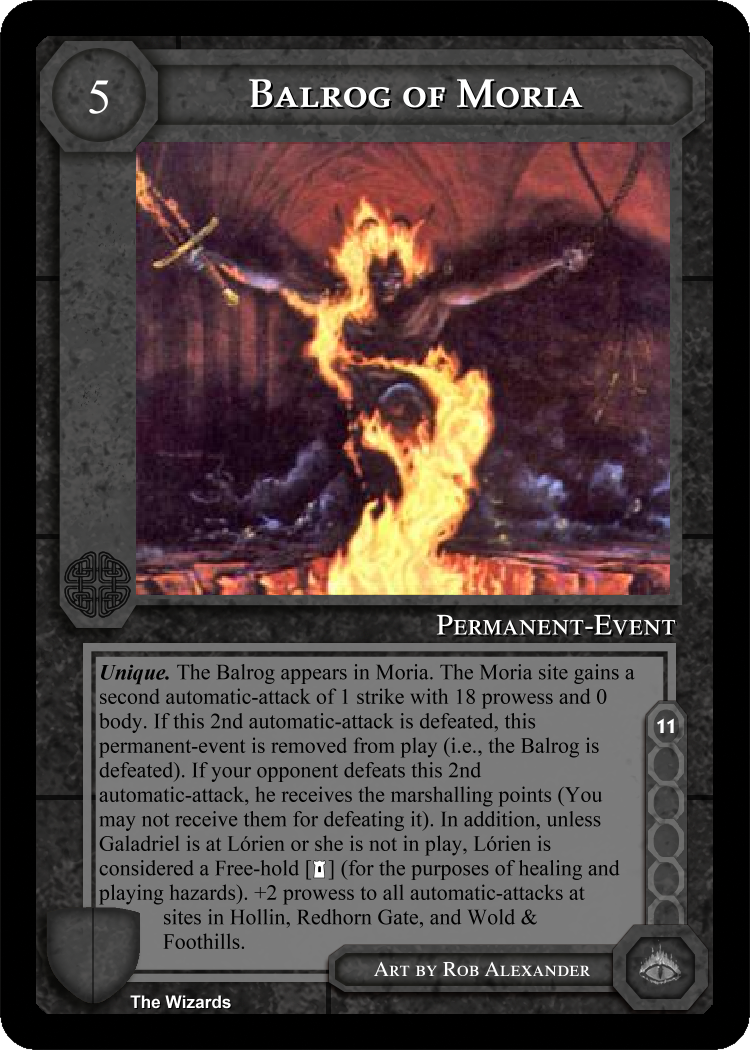 5
Balrog of Moria
Permanent-Event
Unique. The Balrog appears in Moria. The Moria site gains a
second automatic-attack of 1 strike with 18 prowess and 0
body. If this 2nd automatic-attack is defeated, this
permanent-event is removed from play (i.e., the Balrog is
defeated). If your opponent defeats this 2nd
automatic-attack, he receives the marshalling points (You
may not receive them for defeating it). In addition, unless
Galadriel is at Lórien or she is not in play, Lórien is
considered a Free-hold [ ] (for the purposes of healing and
playing hazards). +2 prowess to all automatic-attacks at
sites in Hollin, Redhorn Gate, and Wold &
Foothills.
11
Art by Rob Alexander
The Wizards